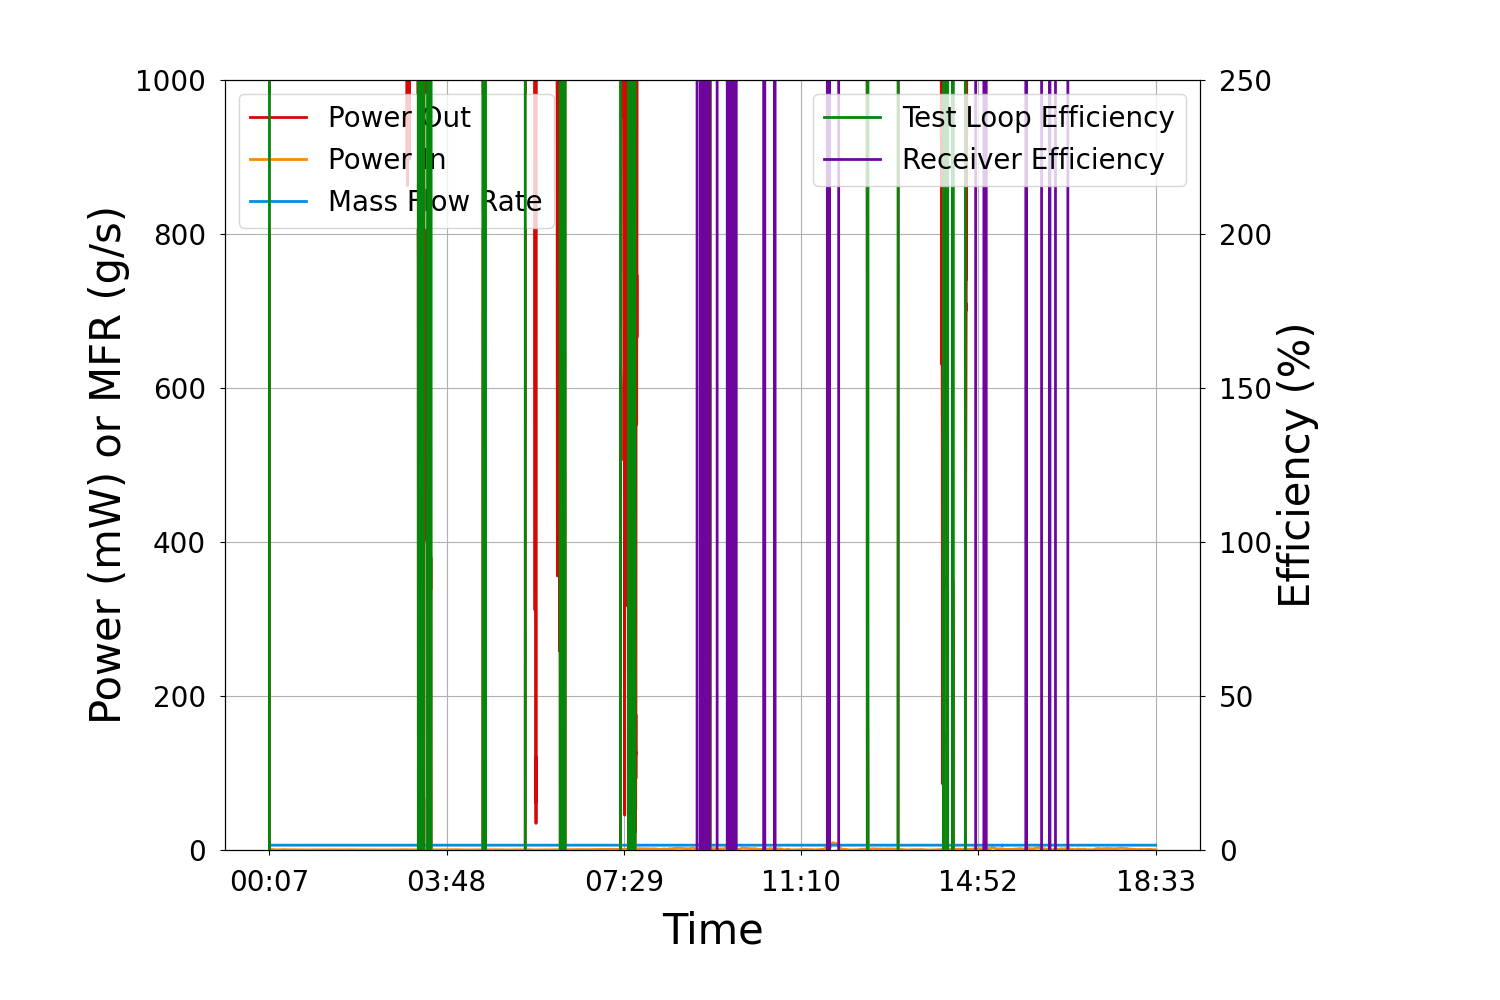 1000
800
600
400
200
0
Power (mW) or MFR (g/s)
Power Out
Power In
Mass Flow Rate
Test Loop Efficiency
Receiver Efficiency
250
200
150
100
50
0
Efficiency (%)
00:07 03:48 07:29 11:10 14:52 18:33
Time